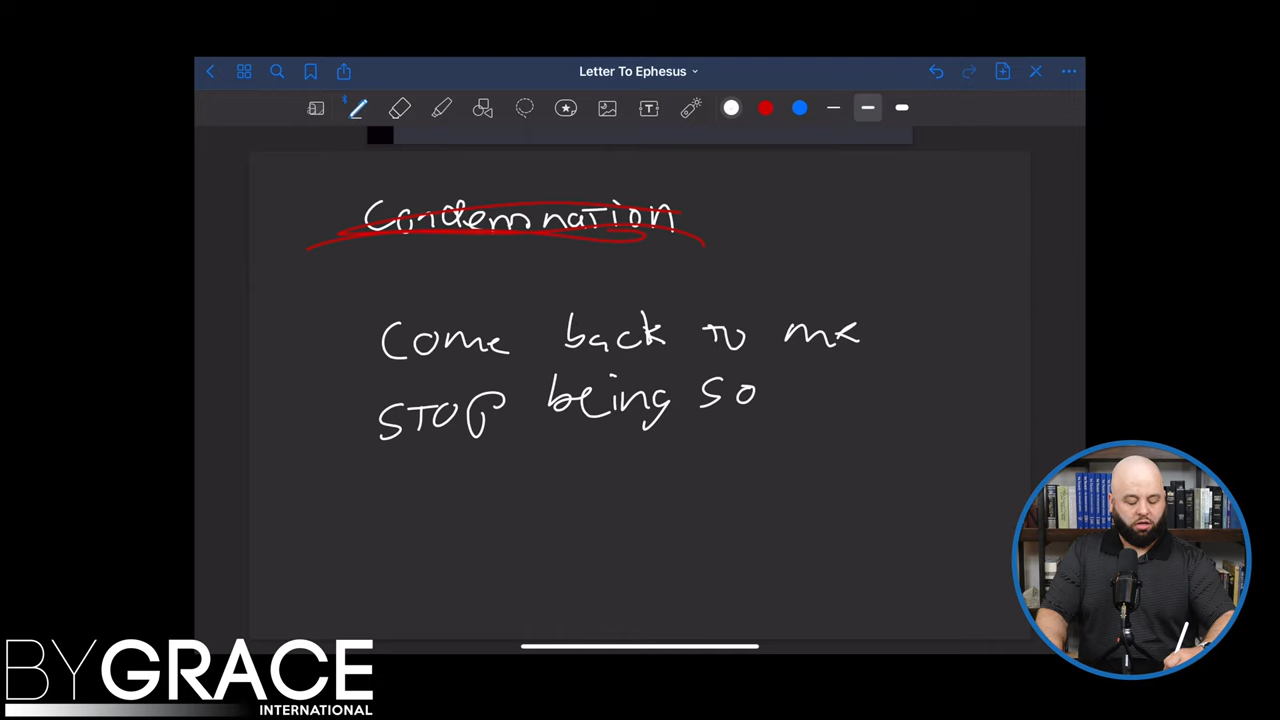 Letter To Ephesus
Condemnation
Come back to me
STOP being so
BYGRACE
INTERNATIONAL